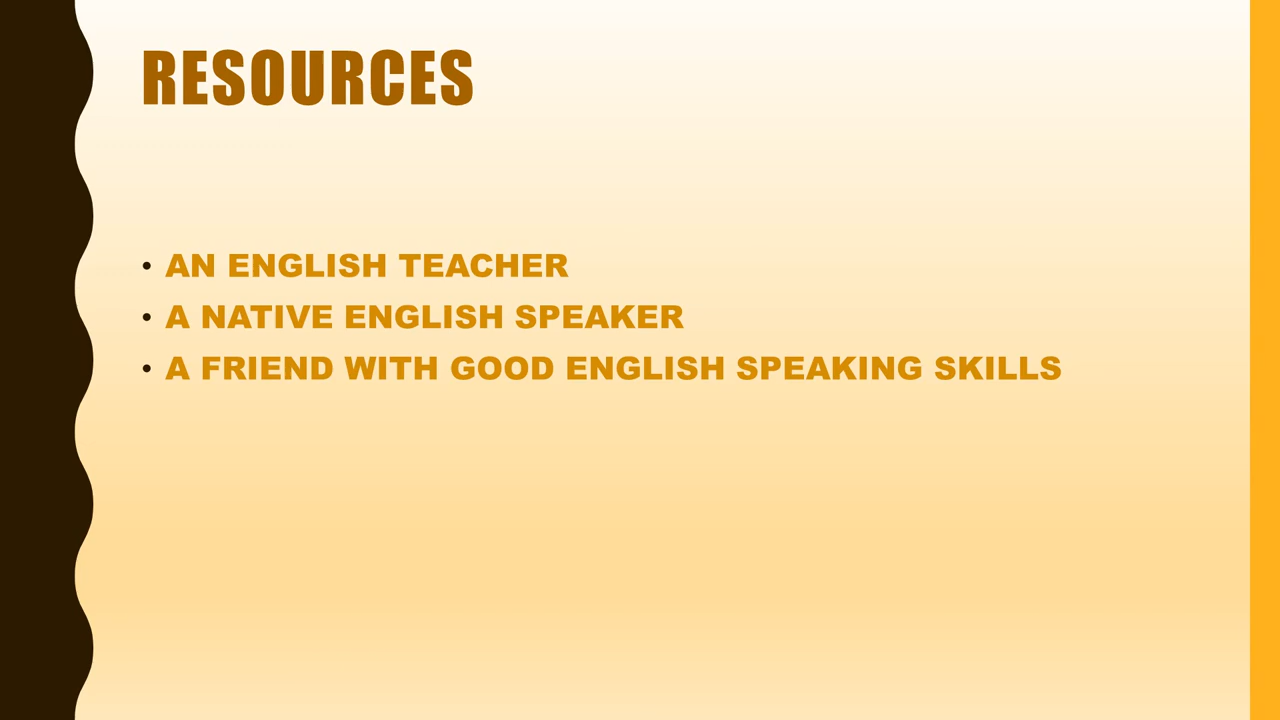 RESOURCES
• AN ENGLISH TEACHER
• A NATIVE ENGLISH SPEAKER
• A FRIEND WITH GOOD ENGLISH SPEAKING SKILLS